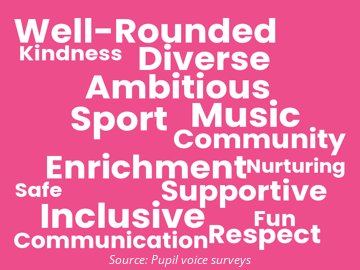 Well-Rounded
Kindness Diverse
Ambitious
Sport Music
Community
Enrichment Nurturing
Safe Supportive
Inclusive Fun
Communication Respect
Source: Pupil voice surveys